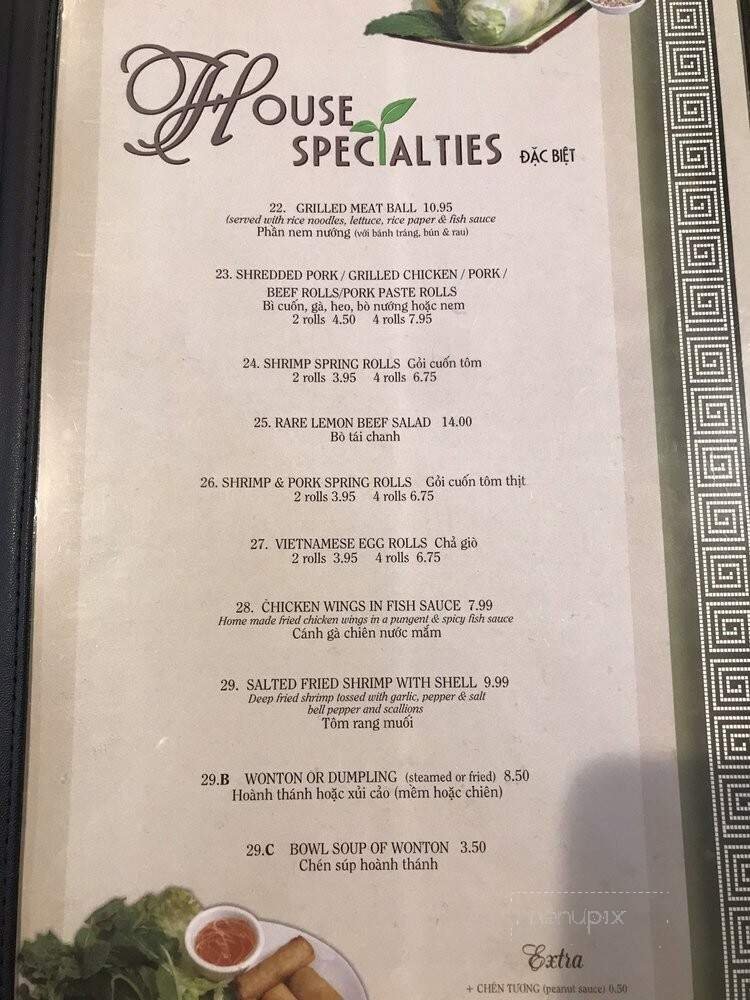 HOUSE
SPECIALTIES ĐẶC BIỆT
22. GRILLED MEAT BALL 10.95
(served with rice noodles, lettuce, rice paper & fish sauce
Phần nem nướng (với bánh tráng, bún & rau)
23. SHREDDED PORK / GRILLED CHICKEN / PORK /
BEEF ROLLS/PORK PASTE ROLLS
Bì cuốn, gà, heo, bò nướng hoặc nem
2 rolls 4.50 4 rolls 7.95
24. SHRIMP SPRING ROLLS Gỏi cuốn tôm
2 rolls 3.95 4 rolls 6.75
25. RARE LEMON BEEF SALAD 14.00
Bò tái chanh
26. SHRIMP & PORK SPRING ROLLS Gỏi cuốn tôm thịt
2 rolls 3.95 4 rolls 6.75
27. VIETNAMESE EGG ROLLS Chả giò
2 rolls 3.95 4 rolls 6.75
28. CHICKEN WINGS IN FISH SAUCE 7.99
Home made fried chicken wings in a pungent & spicy fish sauce
Cánh gà chiên nước mắm
29. SALTED FRIED SHRIMP WITH SHELL 9.99
Deep fried shrimp tossed with garlic, pepper & salt
bell pepper and scallions
Tôm rang muối
29.B WONTON OR DUMPLING (steamed or fried) 8.50
Hoành thánh hoặc xủi cảo (mềm hoặc chiên)
29.C BOWL SOUP OF WONTON 3.50
Chén súp hoành thánh
menupix
Extra
+ CHÉN TƯƠNG (peanut sauce) 0.50